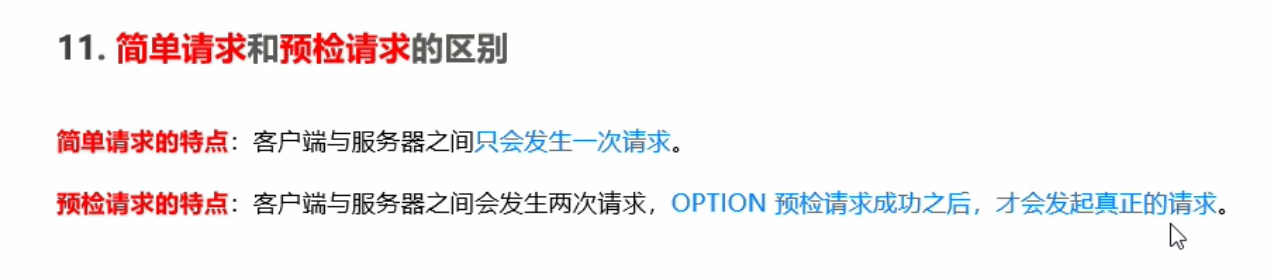 11. 简单请求和预检请求的区别
简单请求的特点：客户端与服务器之间只会发生一次请求。
预检请求的特点：客户端与服务器之间会发生两次请求，OPTION 预检请求成功之后，才会发起真正的请求。